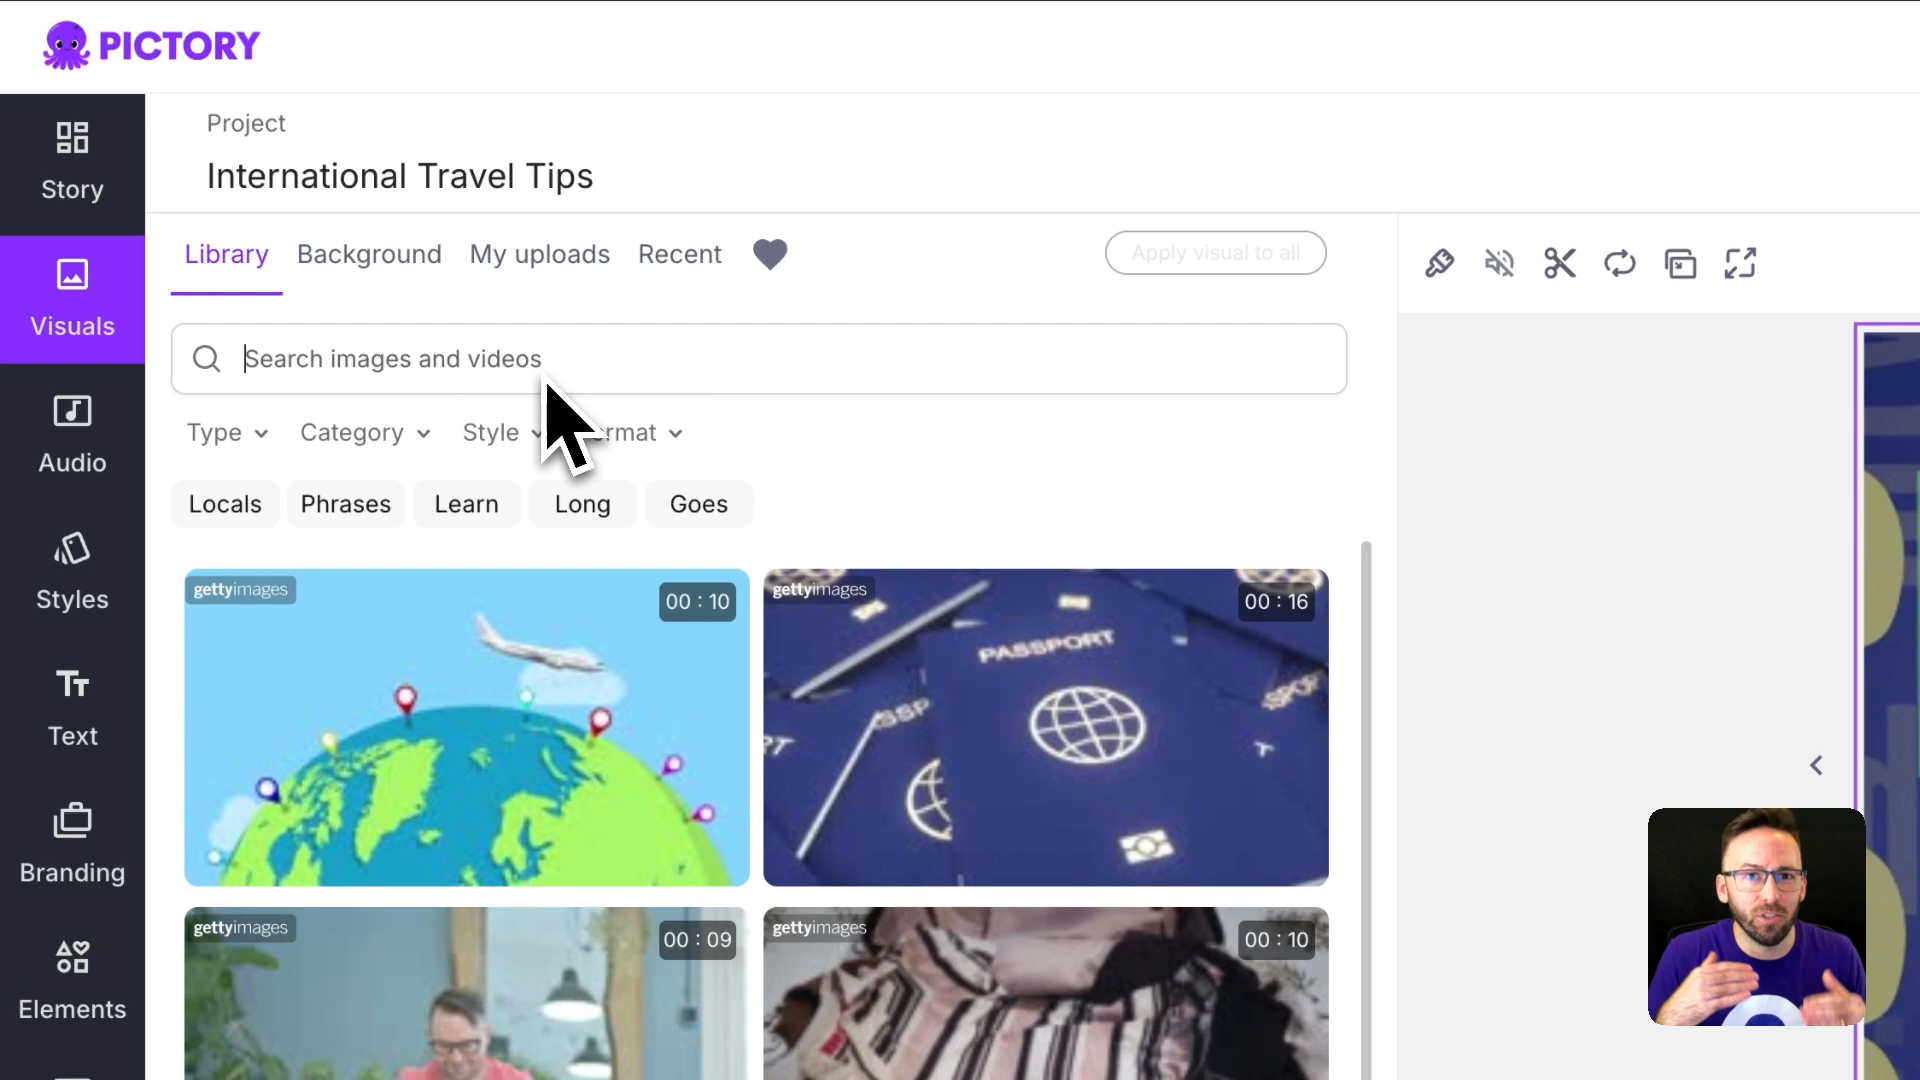 PICTORY
Project
International Travel Tips
Story
Visuals
Audio
Styles
Text
Branding
Elements
Library Background My uploads Recent Apply visual to all
Search images and videos
Type Category Style
Locals Phrases Learn Long Goes
gettyimages 00 : 10
gettyimages 00 : 16
PASSPORT
gettyimages 00 : 09
gettyimages 00 : 10